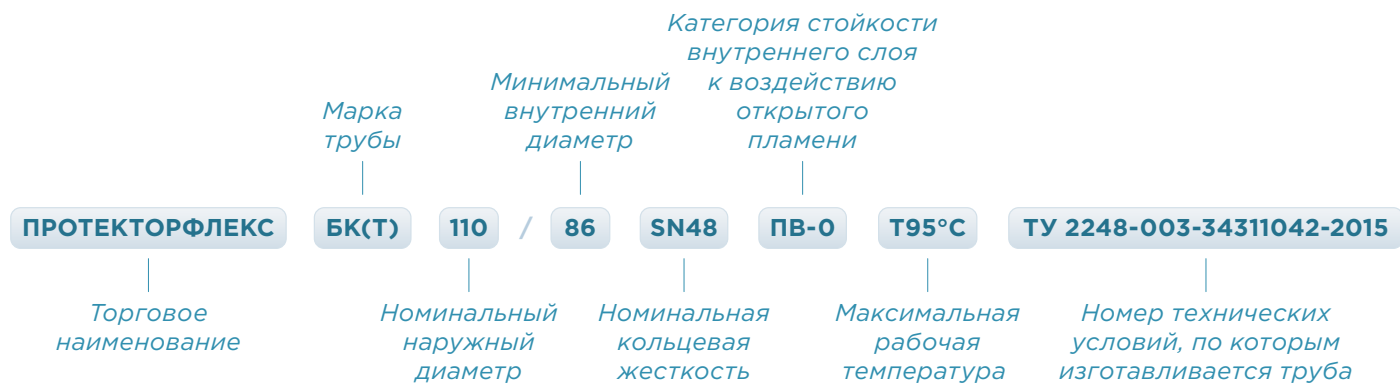 Категория стойкости
внутреннего слоя
к воздействию
открытого
пламени
Минимальный
внутренний
диаметр
Марка
трубы
ПРОТЕКТОРФЛЕКС БК(Т) 110 / 86 SN48 ПВ-0 Т95°С ТУ 2248-003-34311042-2015
Торговое
наименование
Номинальный
наружный
диаметр
Номинальная
кольцевая
жесткость
Максимальная
рабочая
температура
Номер технических
условий, по которым
изготавливается труба